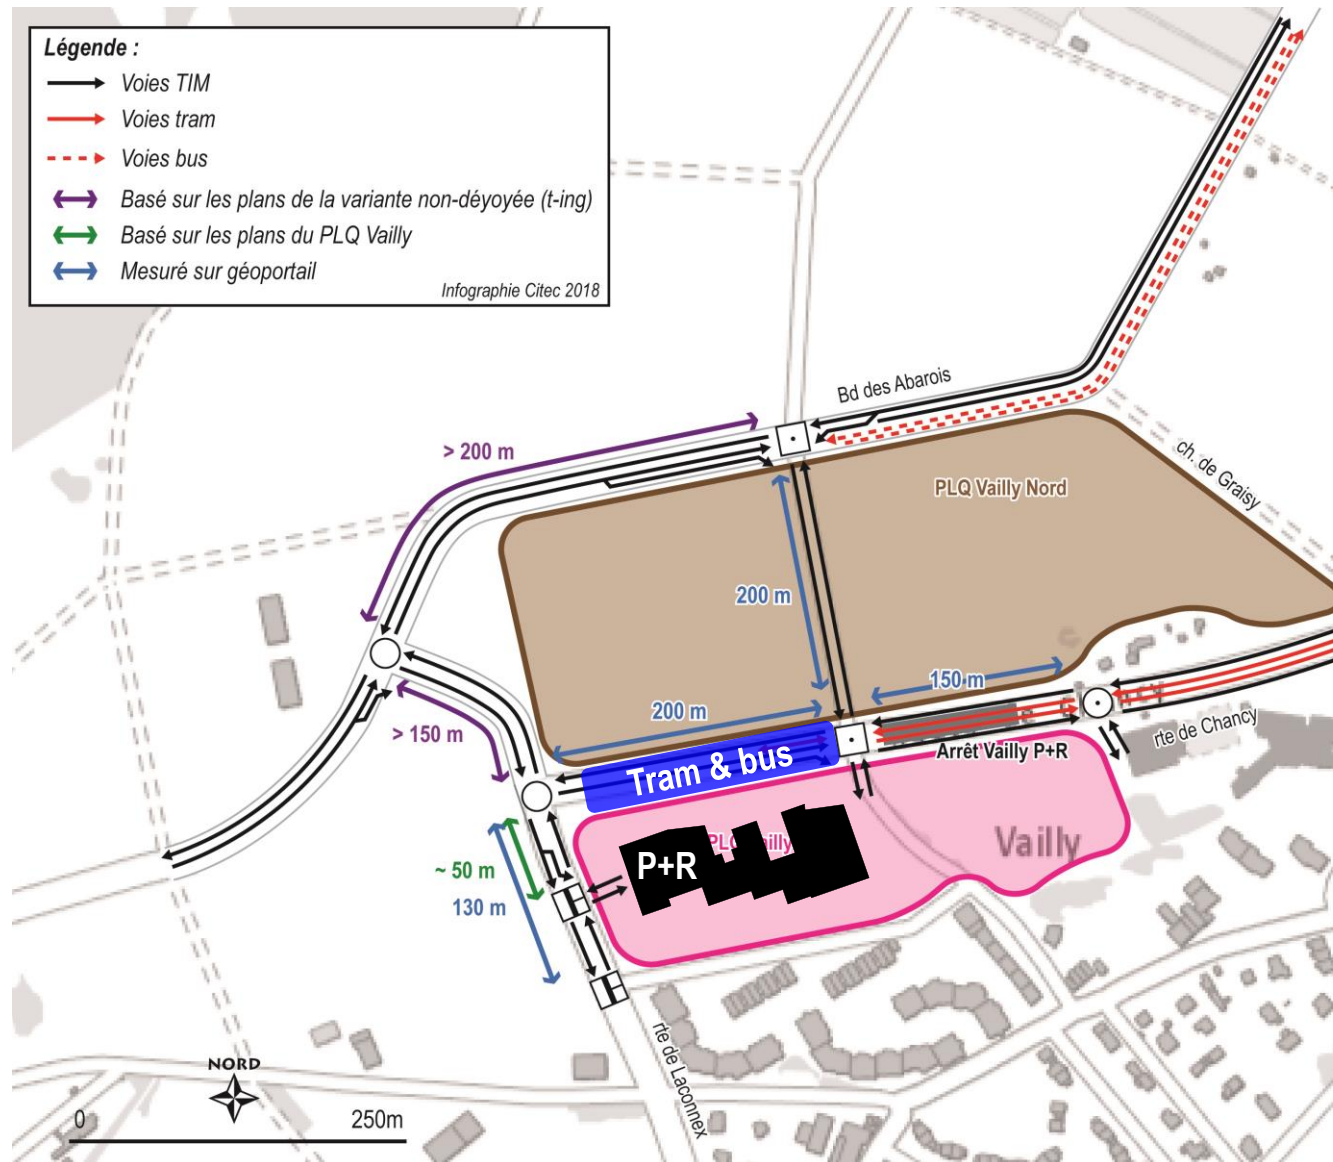 Légende :
Voies TIM
Voies tram
Voies bus
Basé sur les plans de la variante non-dévoyée (t-ing)
Basé sur les plans du PLQ Vailly
Mesuré sur géoportail
Infographie Citec 2018
Bd des Abarois
> 200 m
ch. de Graisy
PLQ Vailly Nord
200 m
150 m
200 m
> 150 m
rte de Chancy
Arrêt Vailly P+R
Tram & bus
PLQ Vailly
Vailly
P+R
~ 50 m
130 m
rte de Laconnex
NORD
0 250m